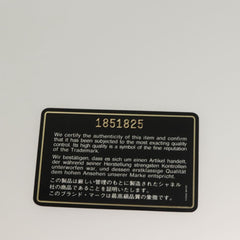 1851825
We certify the authenticity of this item and confirm
that it has been subjected to the most exacting quality
control. Its high quality is a symbol of the fine reputation
of the Trademark.
Wir bestätigen, dass es sich um einen Artikel handelt,
der während seiner Herstellung strengsten Kontrollen
unterworfen war, und dessen erstklassige Qualität
dem hohen Ansehen unserer Marke entspricht.
この製品は厳しい管理のもとに製造されたシャネル
社の商品であることを証明いたします。
このブランド・マークは最高級品質の象徴です。